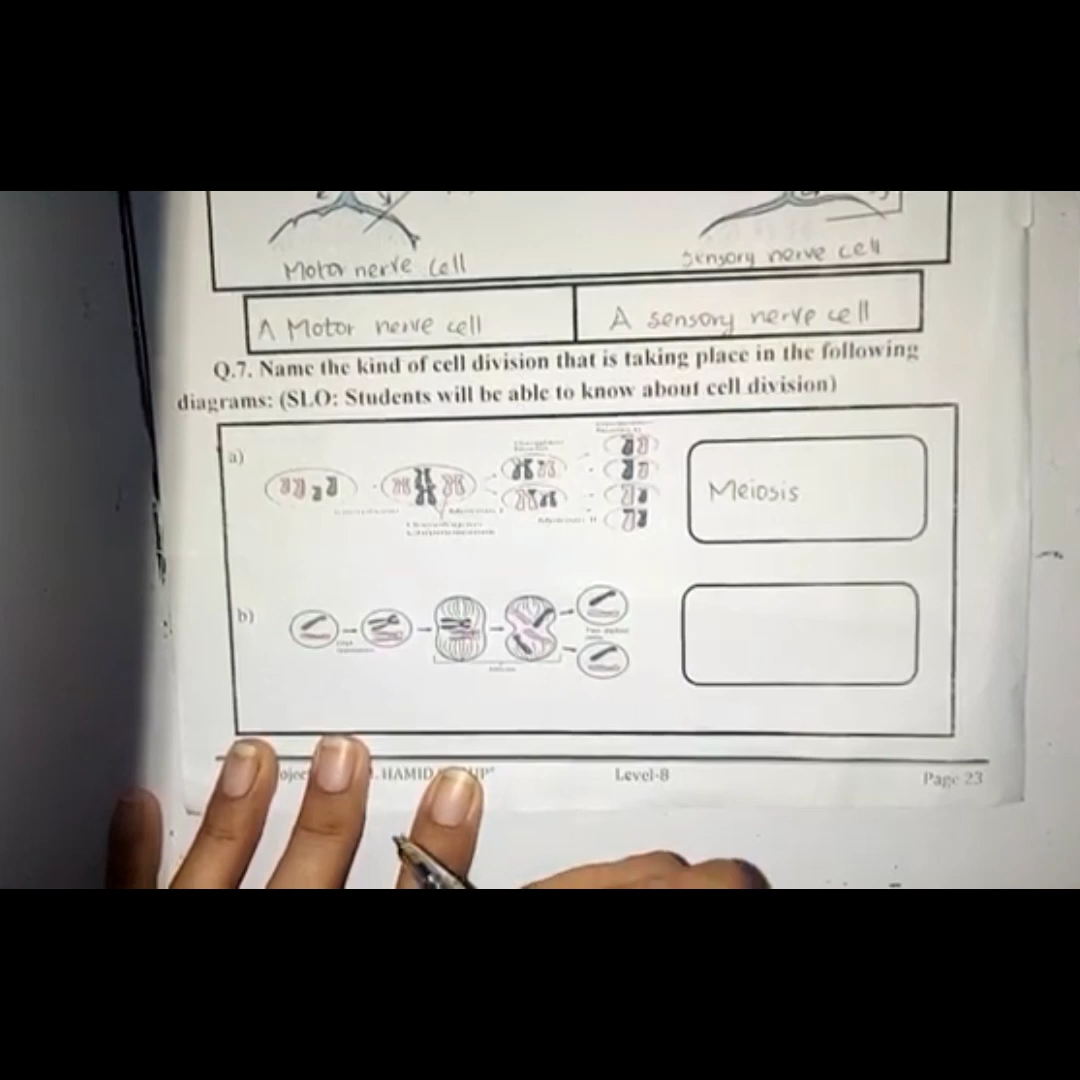 Motor nerve cell
Sensory nerve cell
A Motor nerve cell
A sensory nerve cell
Q.7. Name the kind of cell division that is taking place in the following
diagrams: (SLO: Students will be able to know about cell division)
a)
Meiosis
b)
HAMID
Level-8
Page 23